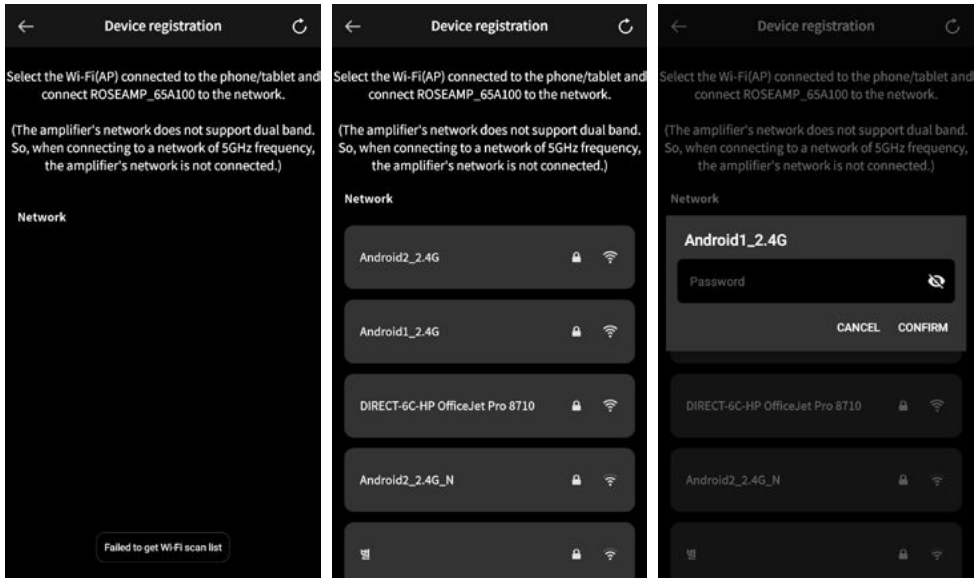 Device registration
Select the Wi-Fi(AP) connected to the phone/tablet and
connect ROSEAMP_65A100 to the network.
(The amplifier's network does not support dual band.
So, when connecting to a network of 5GHz frequency,
the amplifier's network is not connected.)
Network
Failed to get Wi-Fi scan list
Device registration
Select the Wi-Fi(AP) connected to the phone/tablet and
connect ROSEAMP_65A100 to the network.
(The amplifier's network does not support dual band.
So, when connecting to a network of 5GHz frequency,
the amplifier's network is not connected.)
Network
Android2_2.4G
Android1_2.4G
DIRECT-6C-HP OfficeJet Pro 8710
Android2_2.4G_N
별
Device registration
Select the Wi-Fi(AP) connected to the phone/tablet and
connect ROSEAMP_65A100 to the network.
(The amplifier's network does not support dual band.
So, when connecting to a network of 5GHz frequency,
the amplifier's network is not connected.)
Network
Android1_2.4G
Password
CANCEL CONFIRM
DIRECT-6C-HP OfficeJet Pro 8710
Android2_2.4G_N
별